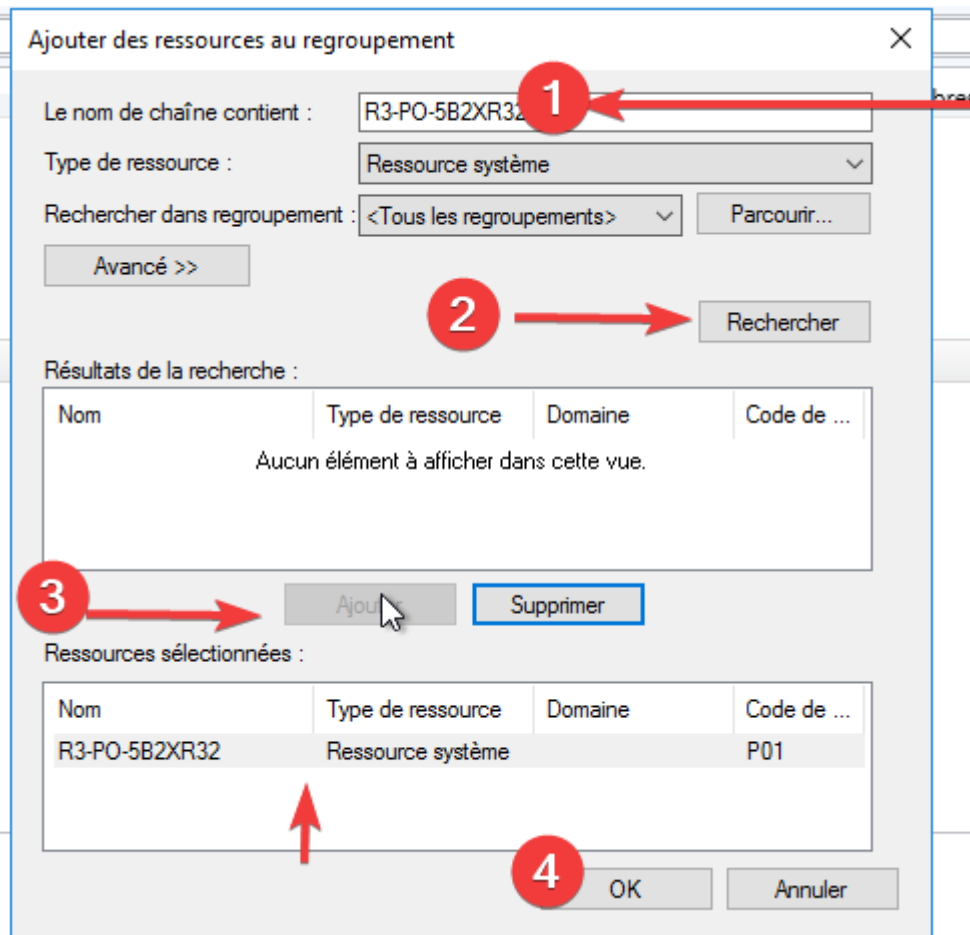 Ajouter des ressources au regroupement
Le nom de chaîne contient : R3-PO-5B2XR32 1
Type de ressource : Ressource système
Rechercher dans regroupement : <Tous les regroupements> Parcourir...
Avancé >>
2 Rechercher
Résultats de la recherche :
Nom Type de ressource Domaine Code de ...
Aucun élément à afficher dans cette vue.
3 Ajouter Supprimer
Ressources sélectionnées :
Nom Type de ressource Domaine Code de ...
R3-PO-5B2XR32 Ressource système P01
4 OK Annuler